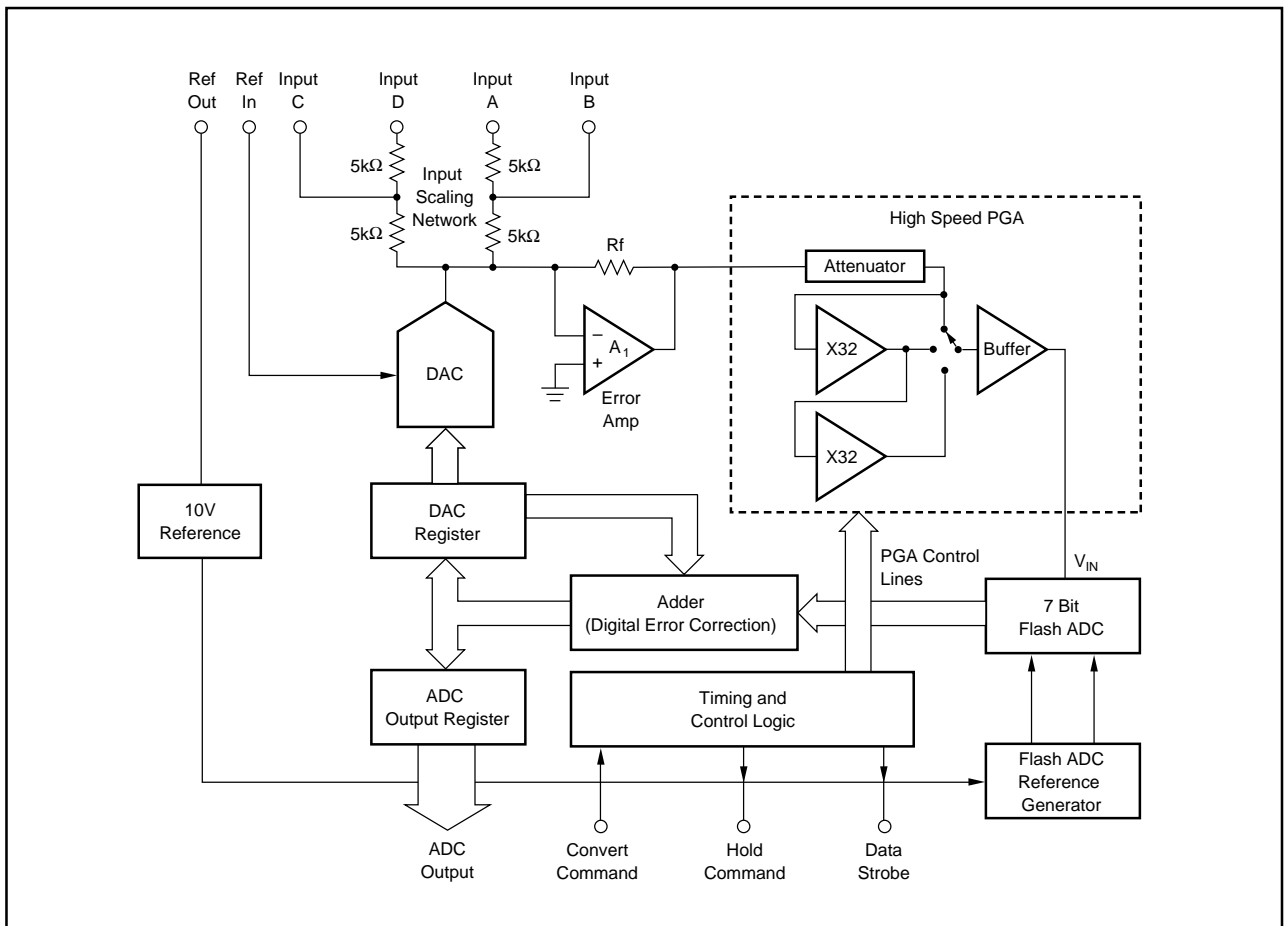 Ref
Out
Ref
In
Input
C
Input
D
Input
A
Input
B
5kΩ
5kΩ
Input
Scaling
Network
5kΩ
5kΩ
Rf
High Speed PGA
Attenuator
X32
Buffer
X32
DAC
–
+
A1
Error
Amp
10V
Reference
DAC
Register
PGA Control
Lines
VIN
Adder
(Digital Error Correction)
7 Bit
Flash ADC
ADC
Output Register
Timing and
Control Logic
Flash ADC
Reference
Generator
ADC
Output
Convert
Command
Hold
Command
Data
Strobe